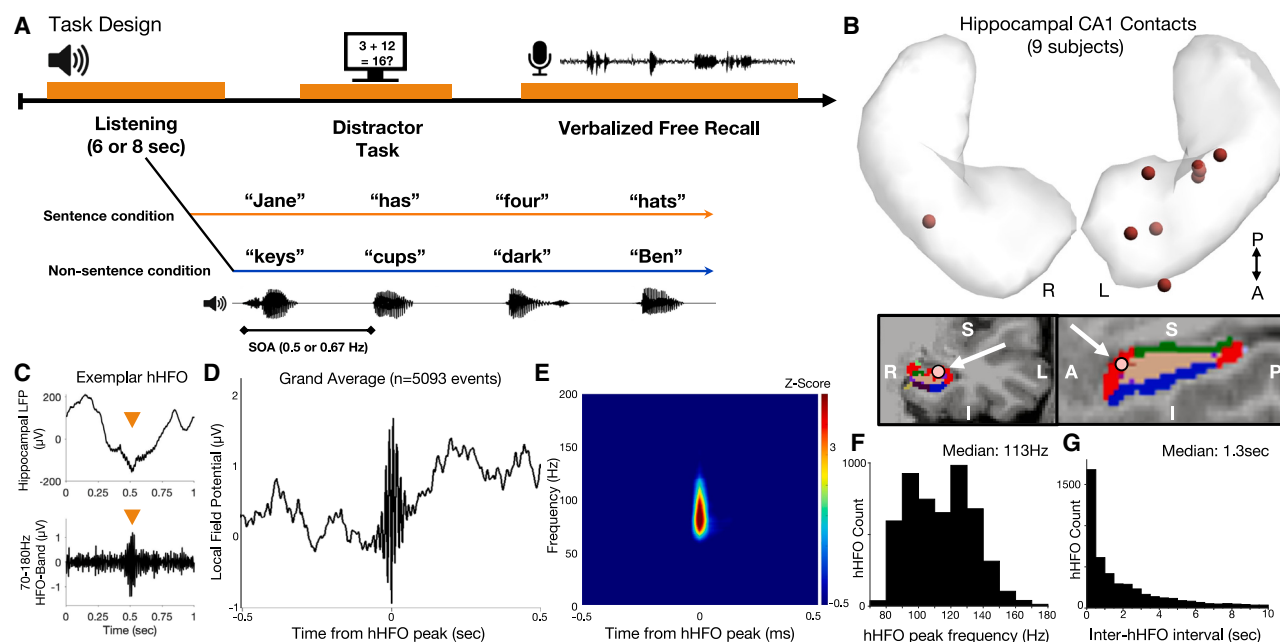 A Task Design
3 + 12
= 16?
Listening
(6 or 8 sec)
Distractor
Task
Verbalized Free Recall
Sentence condition
“Jane” “has” “four” “hats”
Non-sentence condition
“keys” “cups” “dark” “Ben”
SOA (0.5 or 0.67 Hz)
B Hippocampal CA1 Contacts
(9 subjects)
P
A
R L
S
R L
I
S
A P
I
C Exemplar hHFO
Hippocampal LFP
(µV)
200
0
-200
0 0.25 0.5 0.75 1
70-180Hz
HFO-Band (µV)
1
0
-1
0 0.25 0.5 0.75 1
Time (sec)
D Grand Average (n=5093 events)
Local Field Potential (µV)
2
1
0
-1
-0.5 0 0.5
Time from hHFO peak (sec)
E
Z-Score
3
-0.5
Frequency (Hz)
200
150
100
50
0
-0.5 0 0.5
Time from hHFO peak (ms)
F Median: 113Hz
hHFO Count
1000
0
80 100 120 140 160 180
hHFO peak frequency (Hz)
G Median: 1.3sec
hHFO Count
1500
0
0 2 4 6 8 10
Inter-hHFO interval (sec)